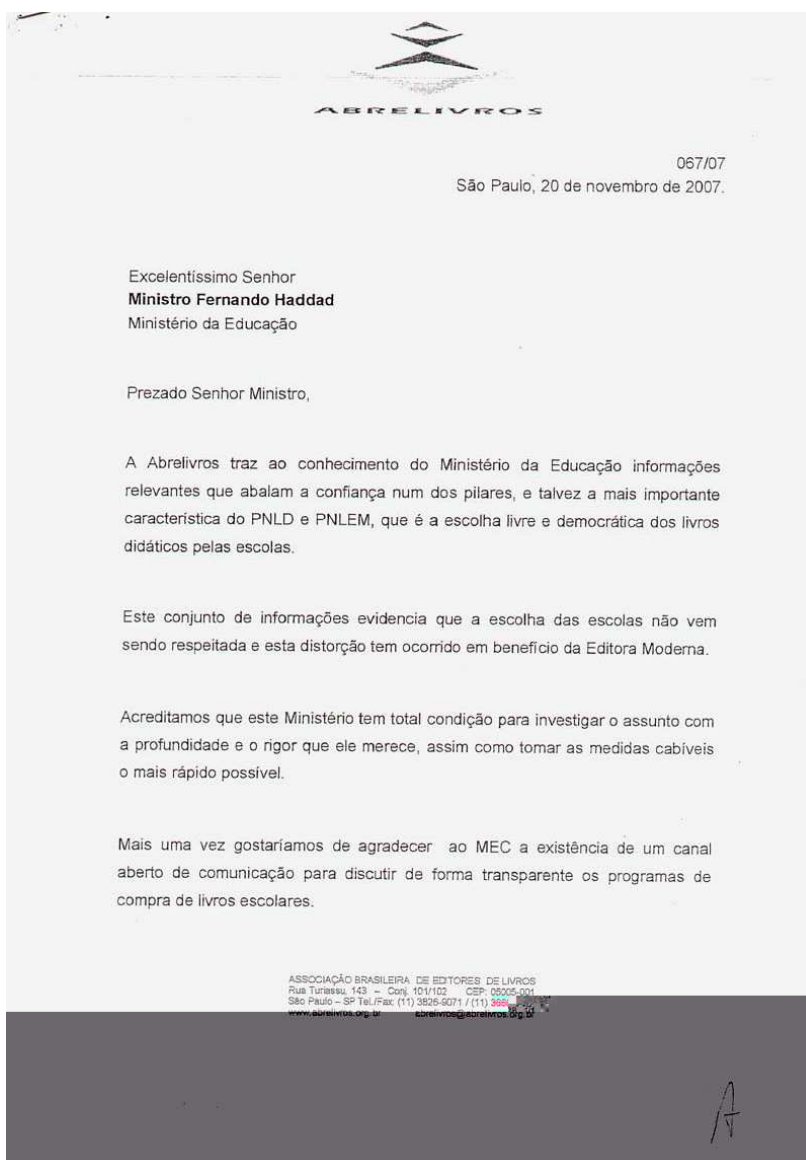 ABRELIVROS
067/07
São Paulo, 20 de novembro de 2007.
Excelentíssimo Senhor
Ministro Fernando Haddad
Ministério da Educação
Prezado Senhor Ministro,
A Abrelivros traz ao conhecimento do Ministério da Educação informações
relevantes que abalam a confiança num dos pilares, e talvez a mais importante
característica do PNLD e PNLEM, que é a escolha livre e democrática dos livros
didáticos pelas escolas.
Este conjunto de informações evidencia que a escolha das escolas não vem
sendo respeitada e esta distorção tem ocorrido em benefício da Editora Moderna.
Acreditamos que este Ministério tem total condição para investigar o assunto com
a profundidade e o rigor que ele merece, assim como tomar as medidas cabíveis
o mais rápido possível.
Mais uma vez gostaríamos de agradecer ao MEC a existência de um canal
aberto de comunicação para discutir de forma transparente os programas de
compra de livros escolares.
ASSOCIAÇÃO BRASILEIRA DE EDITORES DE LIVROS
Rua Turiassu, 143 – Conj. 101/102 CEP: 05005-001
São Paulo – SP Tel./Fax: (11) 3826-9071 / (11)
www.abrelivros.org.br abrelivros@abrelivros.org.br